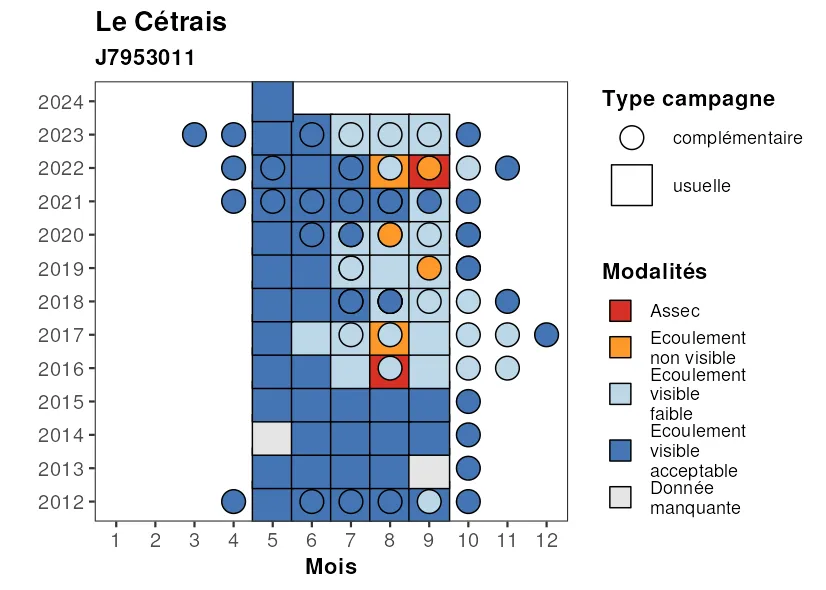 Le Cétrais
J7953011
2024
2023
2022
2021
2020
2019
2018
2017
2016
2015
2014
2013
2012
1 2 3 4 5 6 7 8 9 10 11 12
Mois
Type campagne
complémentaire
usuelle
Modalités
Assec
Ecoulement
non visible
Ecoulement
visible
faible
Ecoulement
visible
acceptable
Donnée
manquante